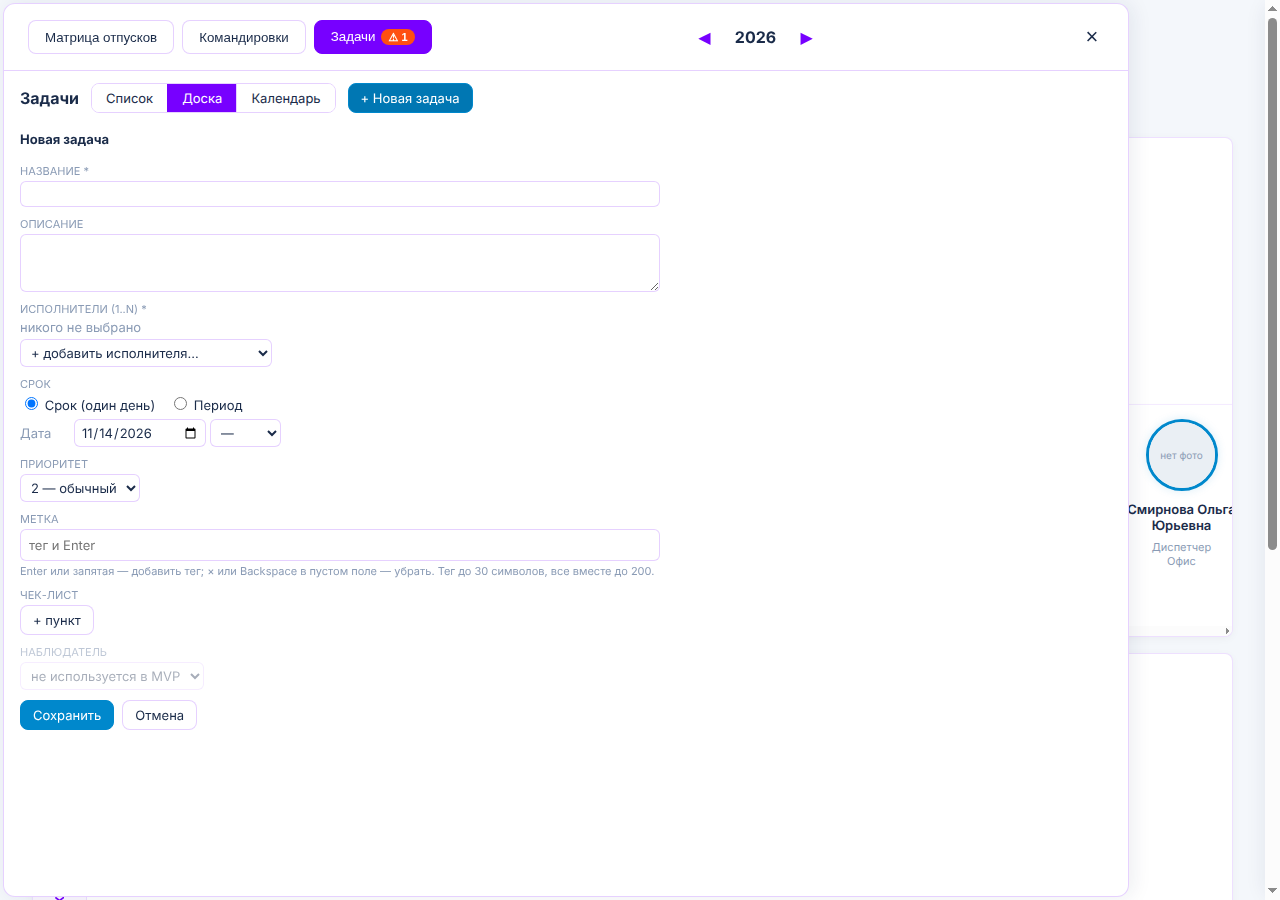 Матрица отпусков
Командировки
Задачи ⚠ 1
◀ 2026 ▶
×
Задачи
Список
Доска
Календарь
+ Новая задача
Новая задача
НАЗВАНИЕ *
ОПИСАНИЕ
ИСПОЛНИТЕЛИ (1..N) *
никого не выбрано
+ добавить исполнителя...
СРОК
Срок (один день)
Период
Дата
11/14/2026
—
ПРИОРИТЕТ
2 — обычный
МЕТКА
тег и Enter
Enter или запятая — добавить тег; × или Backspace в пустом поле — убрать. Тег до 30 символов, все вместе до 200.
ЧЕК-ЛИСТ
+ пункт
НАБЛЮДАТЕЛЬ
не используется в MVP
Сохранить
Отмена
нет фото
Смирнова Ольга
Юрьевна
Диспетчер
Офис